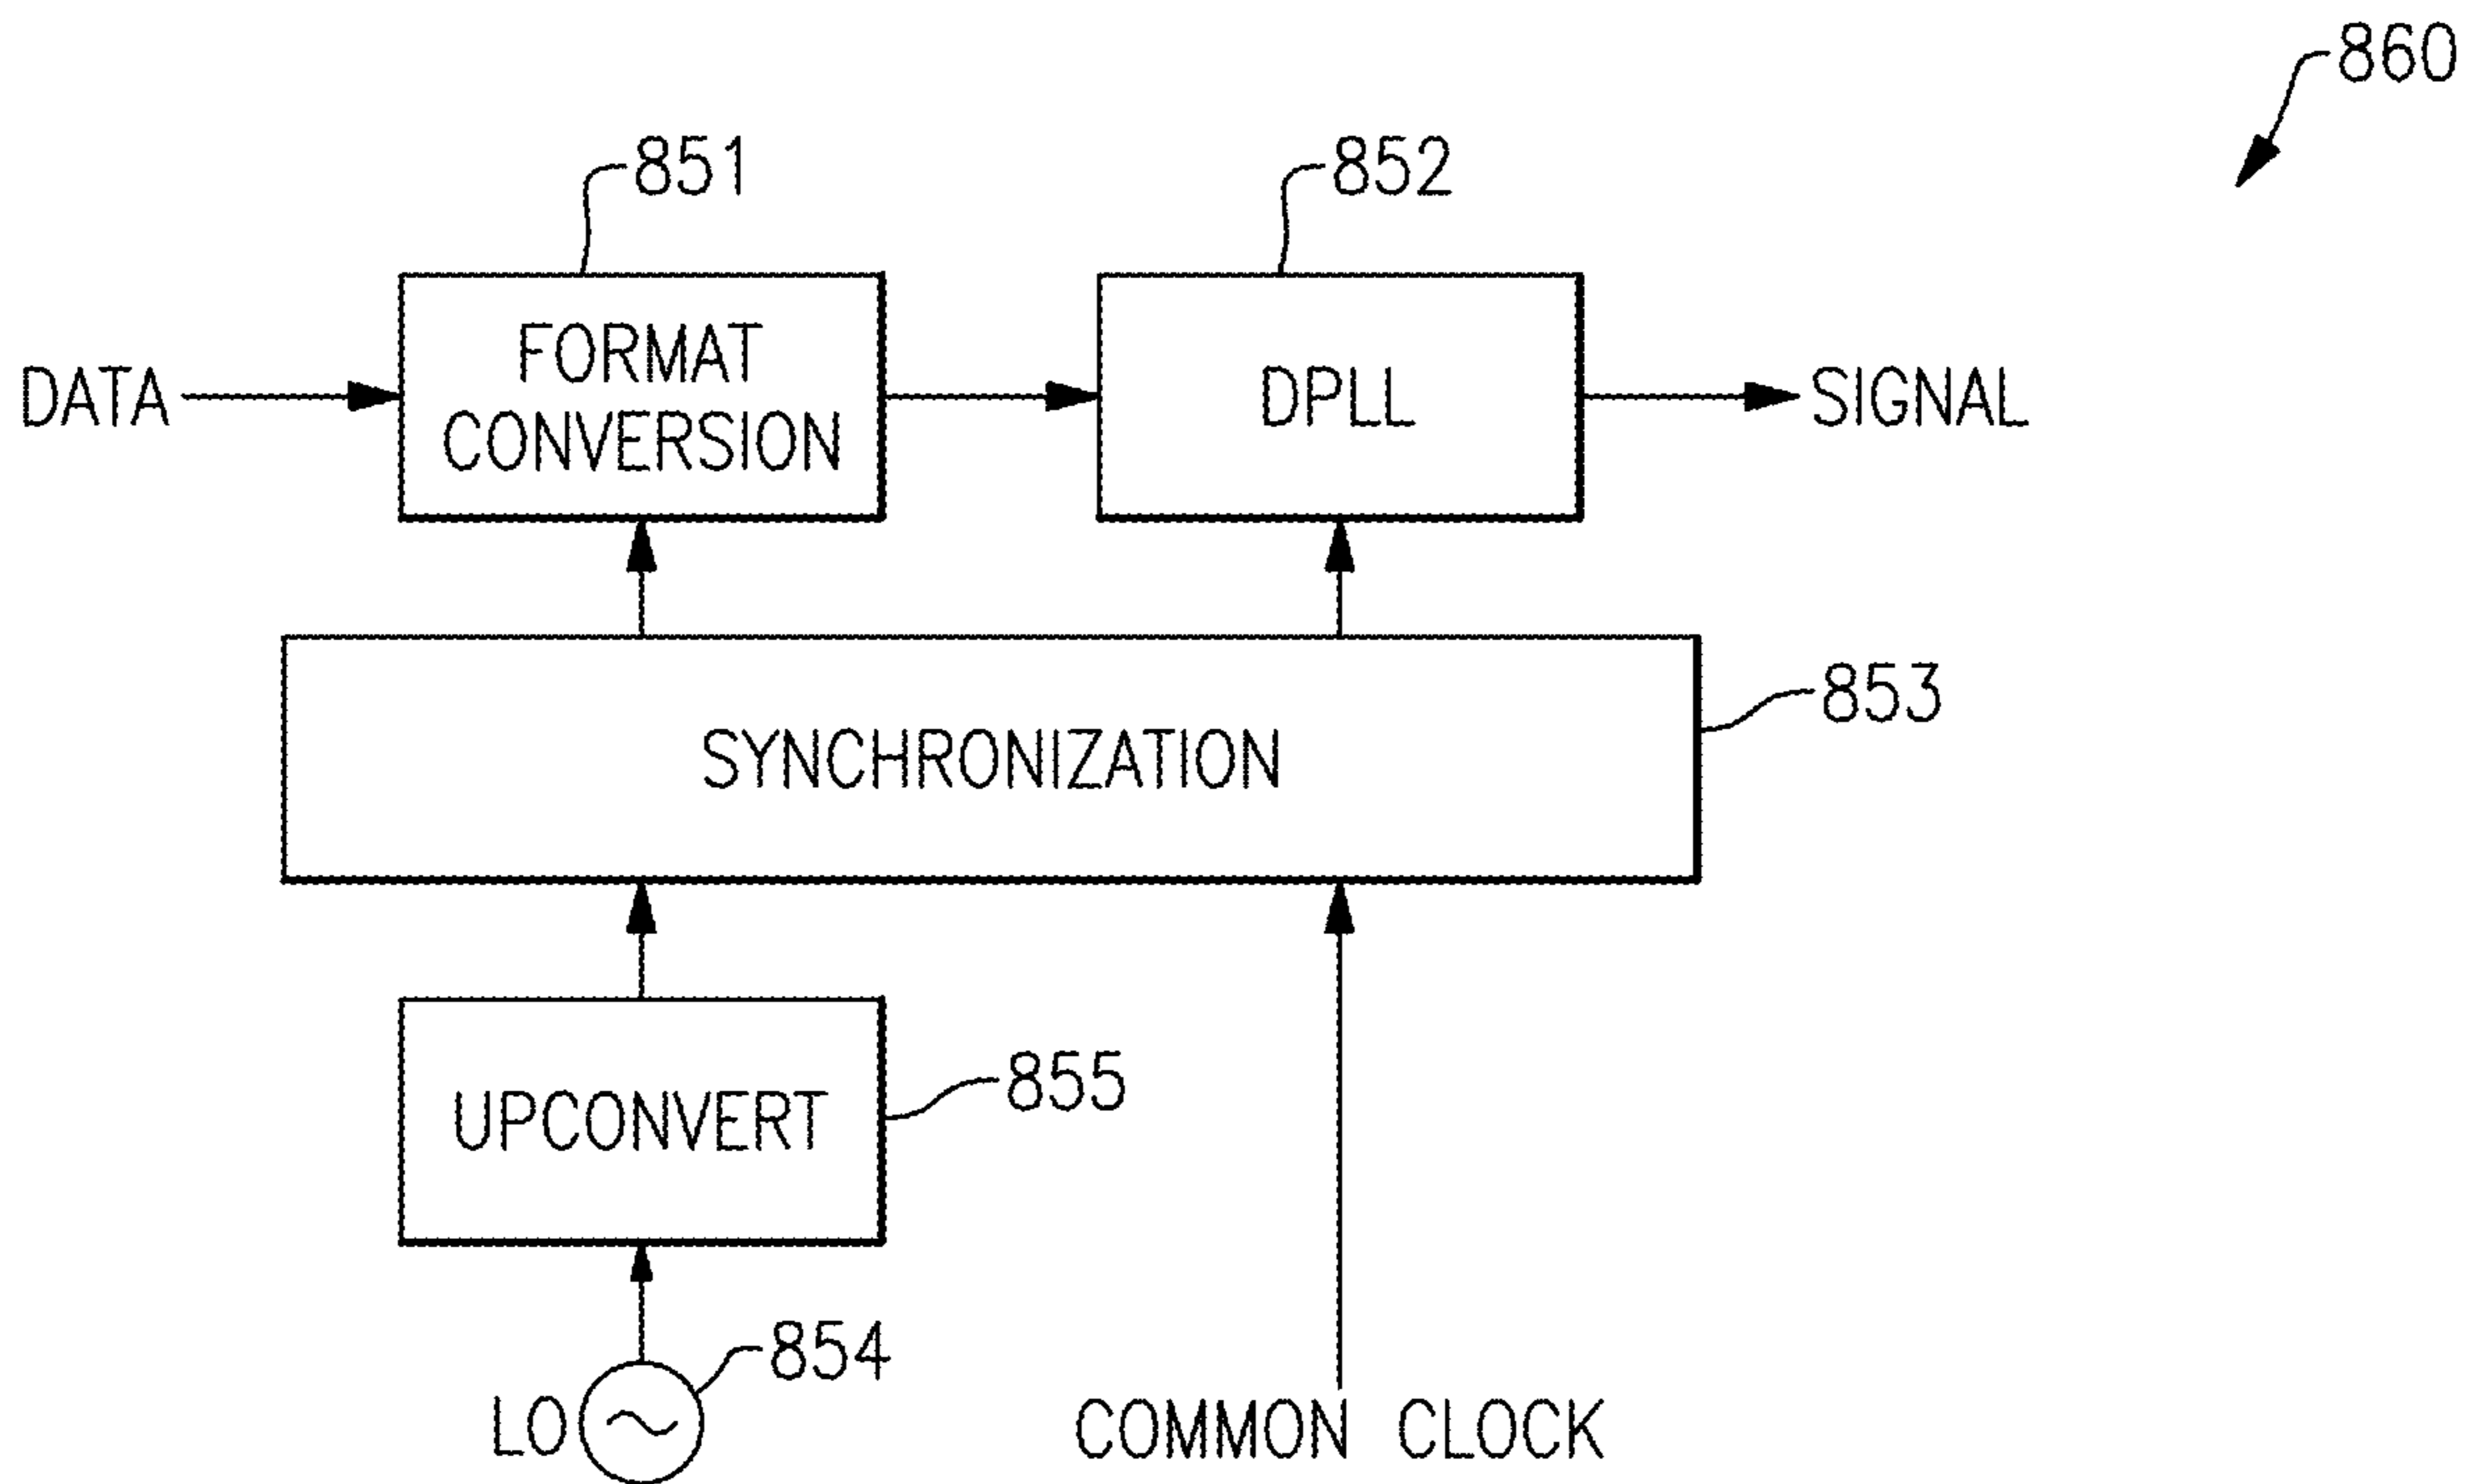 860
851
852
DATA
FORMAT
CONVERSION
DPLL
SIGNAL
853
SYNCHRONIZATION
855
UPCONVERT
854
LO
COMMON CLOCK